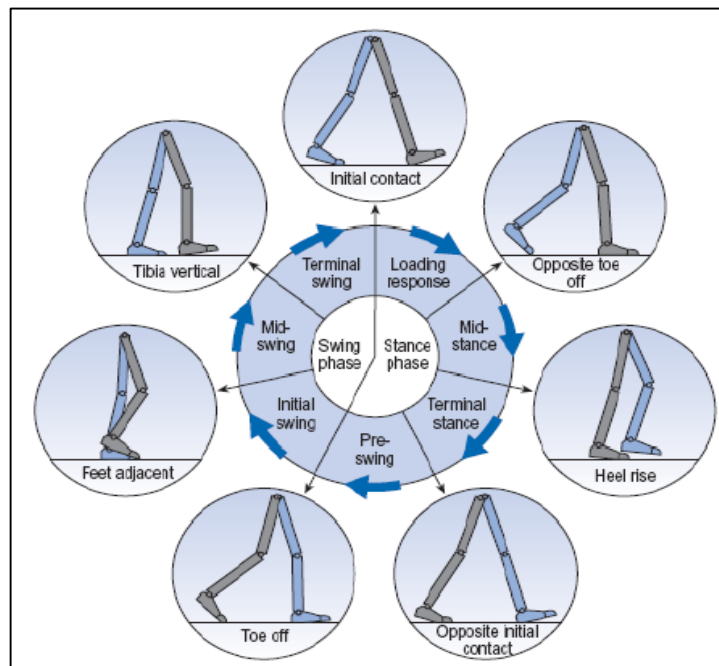 Initial contact
Opposite toe
off
Heel rise
Opposite initial
contact
Toe off
Feet adjacent
Tibia vertical
Loading
response
Mid-
stance
Terminal
stance
Pre-
swing
Initial
swing
Mid-
swing
Terminal
swing
Swing
phase
Stance
phase